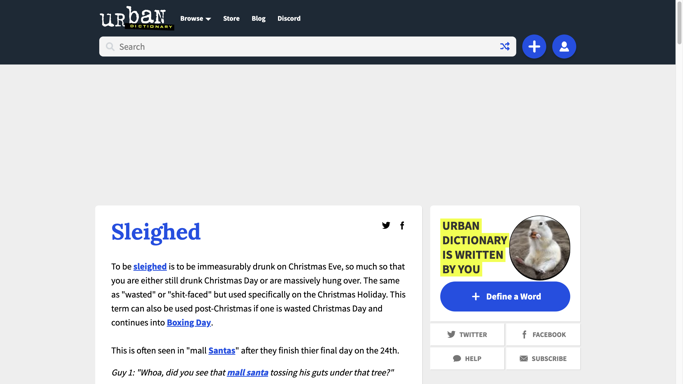 URBAN
DICTIONARY
Browse Store Blog Discord
Search
Sleighed
To be sleighed is to be immeasurably drunk on Christmas Eve, so much so that
you are either still drunk Christmas Day or are massively hung over. The same
as "wasted" or "shit-faced" but used specifically on the Christmas Holiday. This
term can also be used post-Christmas if one is wasted Christmas Day and
continues into Boxing Day.
This is often seen in "mall Santas" after they finish thier final day on the 24th.
Guy 1: "Whoa, did you see that mall santa tossing his guts under that tree?"
URBAN
DICTIONARY
IS WRITTEN
BY YOU
Define a Word
TWITTER
FACEBOOK
HELP
SUBSCRIBE